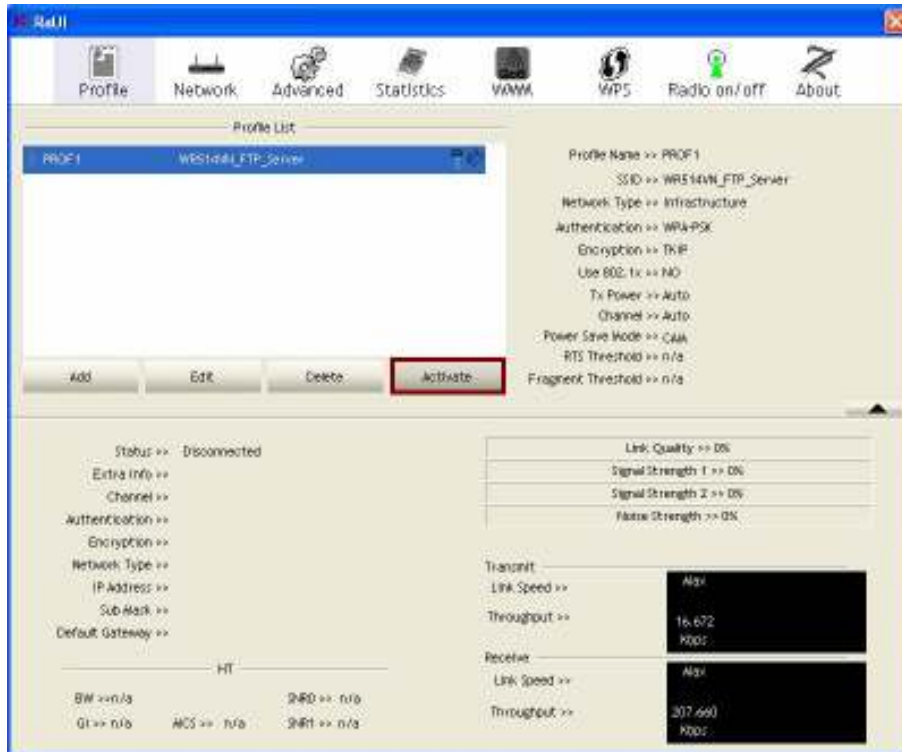 RaUI
Profile Network Advanced Statistics WMM WPS Radio on/off About
Profile List
PROF1 WR514VN_FTP_Server
Add Edit Delete Activate
Profile Name >> PROF1
SSID >> WR514VN_FTP_Server
Network Type >> Infrastructure
Authentication >> WPA-PSK
Encryption >> TKIP
Use 802.1x >> NO
Tx Power >> Auto
Channel >> Auto
Power Save Mode >> CAM
RTS Threshold >> n/a
Fragment Threshold >> n/a
Status >> Disconnected
Extra Info >>
Channel >>
Authentication >>
Encryption >>
Network Type >>
IP Address >>
Sub Mask >>
Default Gateway >>
HT
BW >> n/a SNR0 >> n/a
GI >> n/a MCS >> n/a SNR1 >> n/a
Link Quality >> 0%
Signal Strength 1 >> 0%
Signal Strength 2 >> 0%
Noise Strength >> 0%
Transmit
Link Speed >> Max
Throughput >> 16.672
Kbps
Receive
Link Speed >> Max
Throughput >> 207.660
Kbps